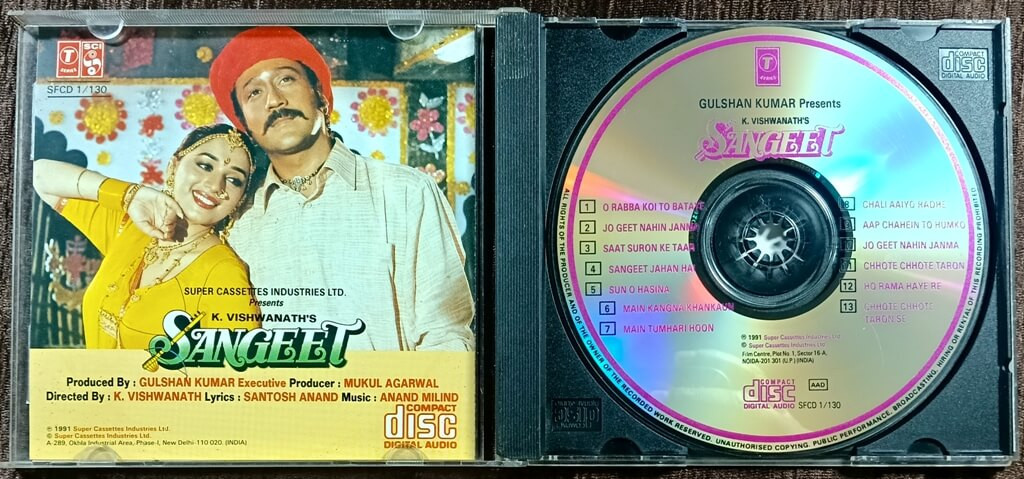 T
SCI
T-SERIES
SFCD 1/130
SUPER CASSETTES INDUSTRIES LTD.
Presents
K. VISHWANATH'S
SANGEET
Produced By : GULSHAN KUMAR Executive Producer : MUKUL AGARWAL
Directed By : K. VISHWANATH Lyrics : SANTOSH ANAND Music : ANAND MILIND
℗ 1991 Super Cassettes Industries Ltd.
© Super Cassettes Industries Ltd.
A-289, Okhla Industrial Area, Phase-I, New Delhi-110 020. (INDIA)
COMPACT
disc
DIGITAL AUDIO
T
T-SERIES
GULSHAN KUMAR Presents
K. VISHWANATH'S
SANGEET
1 O RABBA KOI TO BATAYE
2 JO GEET NAHIN JANMA
3 SAAT SURON KE TAAR
4 SANGEET JAHAN HAI
5 SUN O HASINA
6 MAIN KANGNA KHANKAUN
7 MAIN TUMHARI HOON
8 CHALI AAIYO RADHE
AAP CHAHEIN TO HUMKO
JO GEET NAHIN JANMA
11 CHHOTE CHHOTE TARON
12 HO RAMA HAYE RE
13 CHHOTE CHHOTE
TARON SE
℗ 1991 Super Cassettes Industries Ltd.
© Super Cassettes Industries Ltd.
Film Centre, Plot No. 1, Sector 16-A,
NOIDA-201 301 (U.P.) (INDIA)
COMPACT
disc
DIGITAL AUDIO
AAD
SFCD 1/130
ALL RIGHTS OF THE PRODUCER AND OF THE OWNER OF THE RECORDED WORK RESERVED. UNAUTHORISED COPYING. PUBLIC PERFORMANCE, BROADCASTING, HIRING OR RENTAL OF THIS RECORDING PROHIBITED.
COMPACT
disc
DIGITAL AUDIO